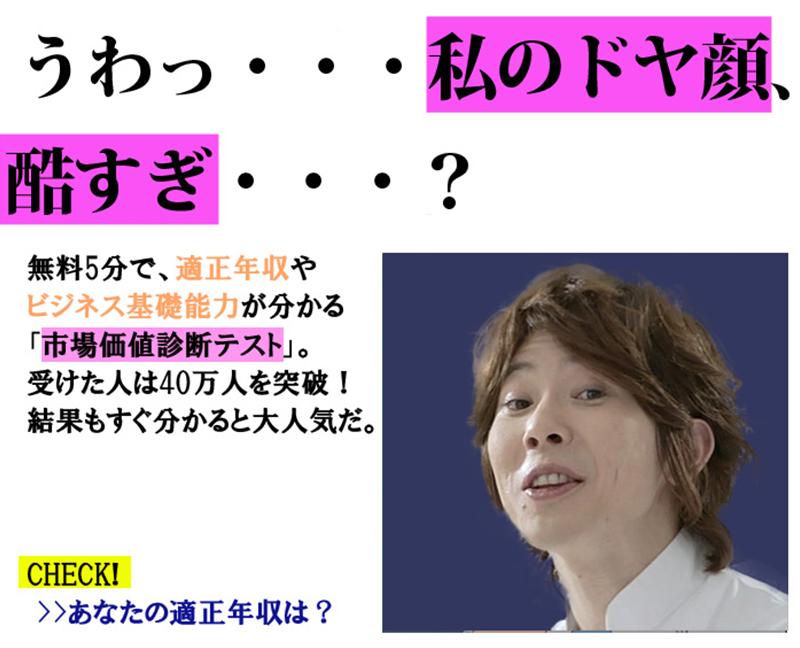 うわっ・・・私のドヤ顔、
酷すぎ・・・？
無料5分で、適正年収や
ビジネス基礎能力が分かる
「市場価値診断テスト」。
受けた人は40万人を突破！
結果もすぐ分かると大人気だ。
CHECK!
>>あなたの適正年収は？